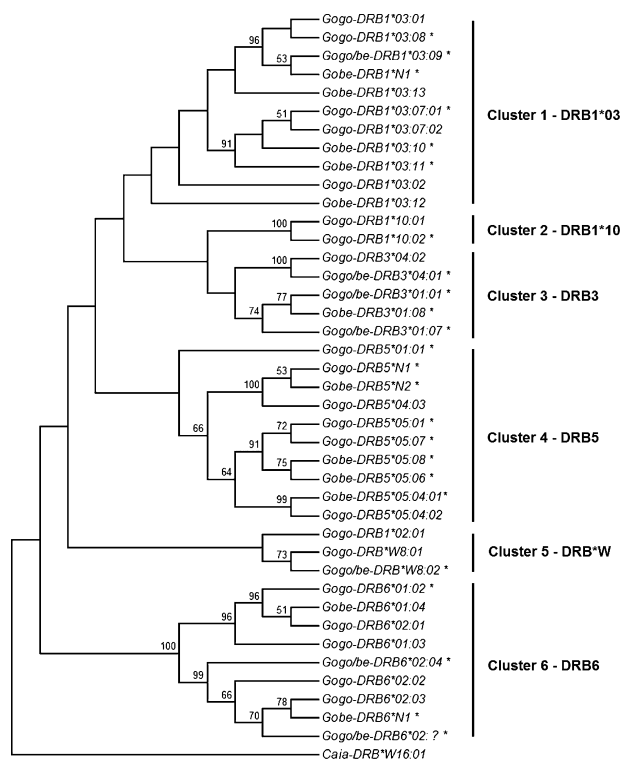 Gogo-DRB1*03:01
96
Gogo-DRB1*03:08 *
Gogo/be-DRB1*03:09 *
53
Gobe-DRB1*N1 *
Gobe-DRB1*03:13
Gogo-DRB1*03:07:01 *
51
Cluster 1 - DRB1*03
Gogo-DRB1*03:07:02
91
Gobe-DRB1*03:10 *
Gobe-DRB1*03:11 *
Gogo-DRB1*03:02
Gobe-DRB1*03:12
Gogo-DRB1*10:01
100
Cluster 2 - DRB1*10
Gogo-DRB1*10:02 *
Gogo-DRB3*04:02
100
Gogo/be-DRB3*04:01 *
Gogo/be-DRB3*01:01 *
77
Cluster 3 - DRB3
74
Gobe-DRB3*01:08 *
Gogo/be-DRB3*01:07 *
Gogo-DRB5*01:01 *
Gogo-DRB5*N1 *
53
100
Gobe-DRB5*N2 *
Gogo-DRB5*04:03
66
Gogo-DRB5*05:01 *
72
Cluster 4 - DRB5
91
Gogo-DRB5*05:07 *
Gobe-DRB5*05:08 *
75
64
Gobe-DRB5*05:06 *
Gobe-DRB5*05:04:01*
99
Gogo-DRB5*05:04:02
Gogo-DRB1*02:01
Gogo-DRB*W8:01
Cluster 5 - DRB*W
73
Gogo/be-DRB*W8:02 *
Gogo-DRB6*01:02 *
96
Gobe-DRB6*01:04
51
96
Gogo-DRB6*02:01
Gogo-DRB6*01:03
100
Gogo/be-DRB6*02:04 *
Cluster 6 - DRB6
99
Gogo-DRB6*02:02
66
Gogo-DRB6*02:03
78
70
Gobe-DRB6*N1 *
Gogo/be-DRB6*02: ? *
Caja-DRB*W16:01